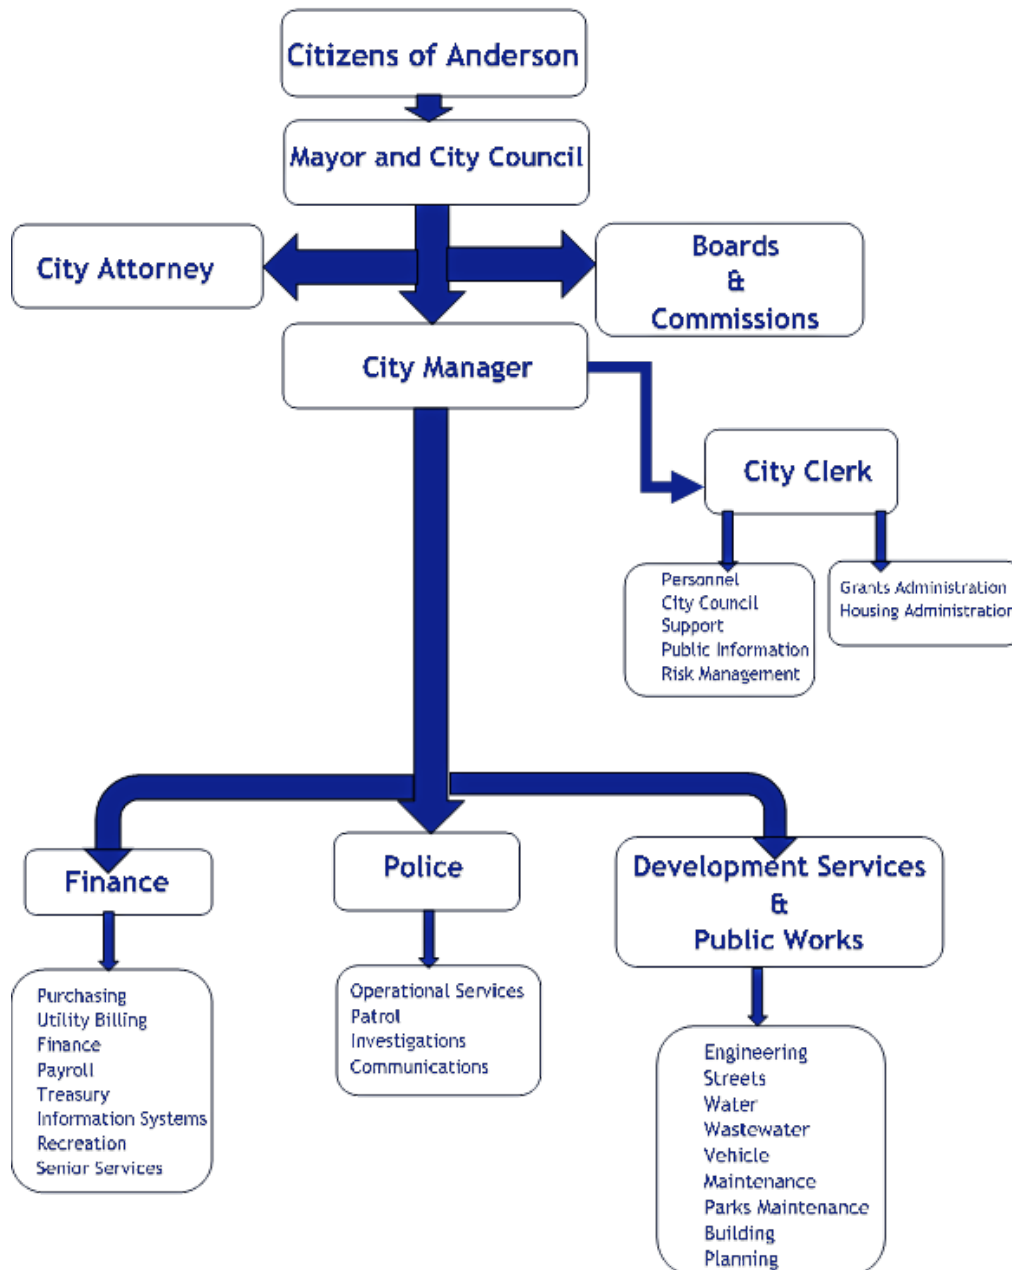 Citizens of Anderson
Mayor and City Council
City Attorney
Boards
&
Commissions
City Manager
City Clerk
Personnel
City Council
Support
Public Information
Risk Management
Grants Administration
Housing Administration
Finance
Police
Development Services
&
Public Works
Purchasing
Utility Billing
Finance
Payroll
Treasury
Information Systems
Recreation
Senior Services
Operational Services
Patrol
Investigations
Communications
Engineering
Streets
Water
Wastewater
Vehicle
Maintenance
Parks Maintenance
Building
Planning